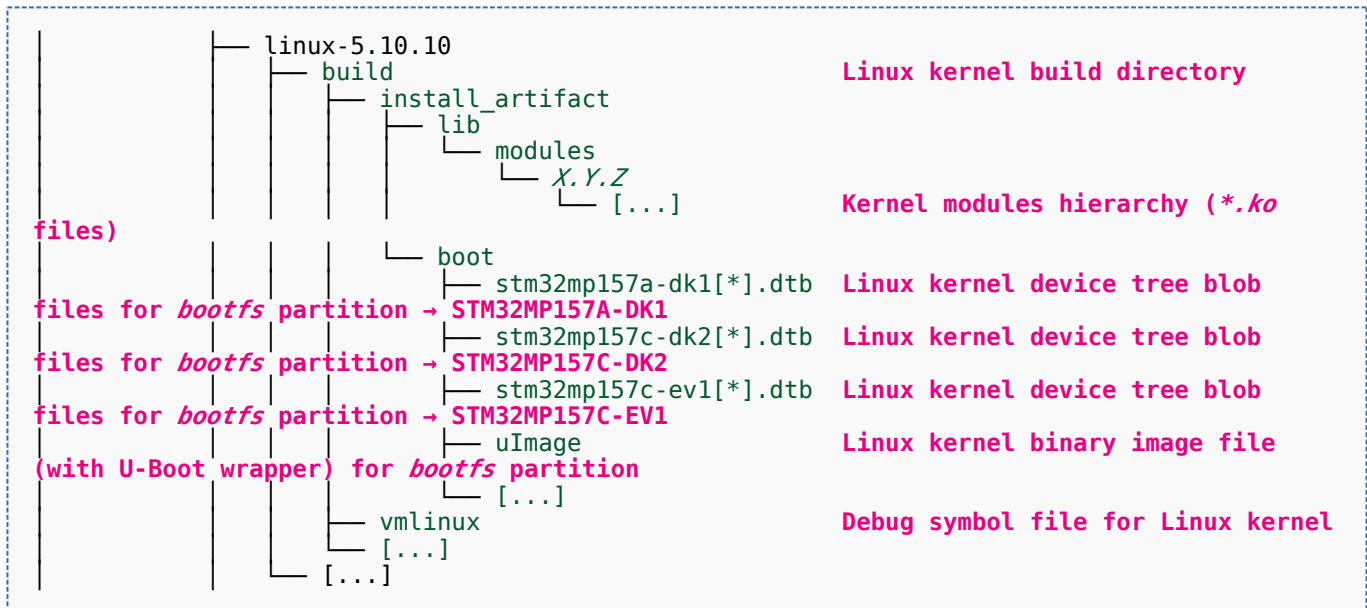 │           ├── linux-5.10.10
│           │   ├── build                                Linux kernel build directory
│           │   │   ├── install_artifact
│           │   │   │   ├── lib
│           │   │   │   │   └── modules
│           │   │   │   │       └── X.Y.Z
│           │   │   │   │           └── [...]            Kernel modules hierarchy (*.ko
files)
│           │   │   │   └── boot
│           │   │   │       ├── stm32mp157a-dk1[*].dtb   Linux kernel device tree blob
files for bootfs partition → STM32MP157A-DK1
│           │   │   │       ├── stm32mp157c-dk2[*].dtb   Linux kernel device tree blob
files for bootfs partition → STM32MP157C-DK2
│           │   │   │       ├── stm32mp157c-ev1[*].dtb   Linux kernel device tree blob
files for bootfs partition → STM32MP157C-EV1
│           │   │   │       ├── uImage                   Linux kernel binary image file
(with U-Boot wrapper) for bootfs partition
│           │   │   │       └── [...]
│           │   │   ├── vmlinux                          Debug symbol file for Linux kernel
│           │   │   └── [...]
│           │   └── [...]